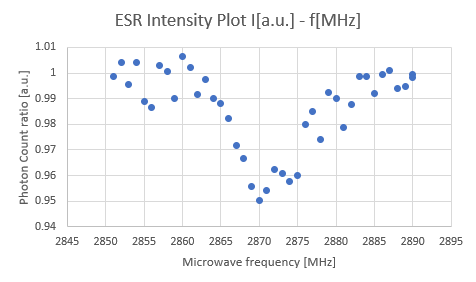 ESR Intensity Plot I[a.u.] - f[MHz]
Photon Count ratio [a.u.]
1.01
1
0.99
0.98
0.97
0.96
0.95
0.94
2845 2850 2855 2860 2865 2870 2875 2880 2885 2890 2895
Microwave frequency [MHz]